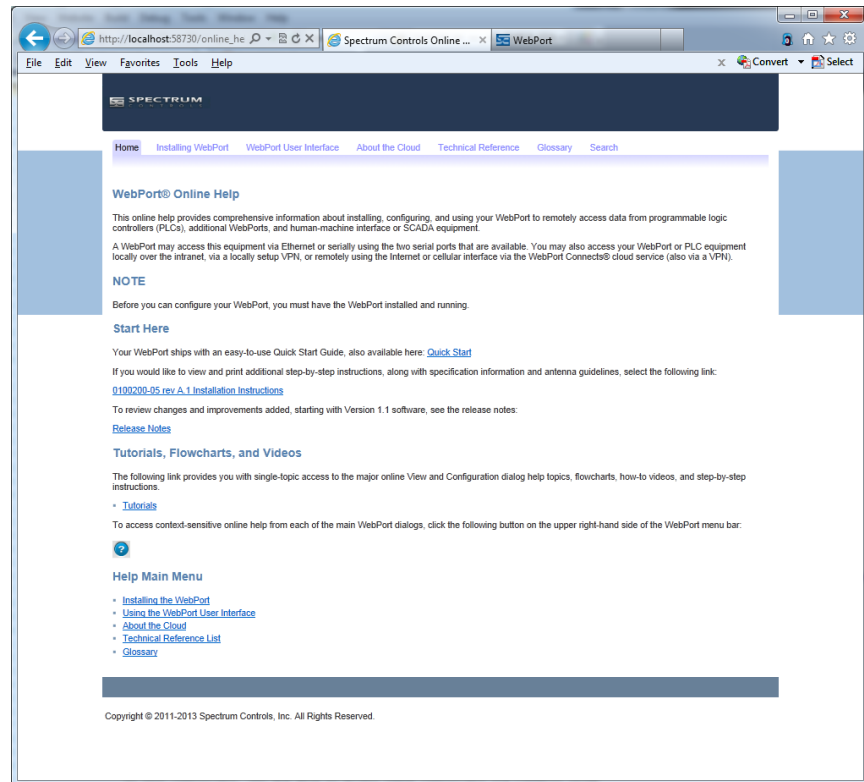 http://localhost:58730/online_he
Spectrum Controls Online ...
WebPort
File Edit View Favorites Tools Help
x Convert Select
SPECTRUM
Home Installing WebPort WebPort User Interface About the Cloud Technical Reference Glossary Search
WebPort® Online Help
This online help provides comprehensive information about installing, configuring, and using your WebPort to remotely access data from programmable logic
controllers (PLCs), additional WebPorts, and human-machine interface or SCADA equipment.
A WebPort may access this equipment via Ethernet or serially using the two serial ports that are available. You may also access your WebPort or PLC equipment
locally over the intranet, via a locally setup VPN, or remotely using the Internet or cellular interface via the WebPort Connects® cloud service (also via a VPN).
NOTE
Before you can configure your WebPort, you must have the WebPort installed and running.
Start Here
Your WebPort ships with an easy-to-use Quick Start Guide, also available here: Quick Start
If you would like to view and print additional step-by-step instructions, along with specification information and antenna guidelines, select the following link:
0100200-05 rev A.1 Installation Instructions
To review changes and improvements added, starting with Version 1.1 software, see the release notes:
Release Notes
Tutorials, Flowcharts, and Videos
The following link provides you with single-topic access to the major online View and Configuration dialog help topics, flowcharts, how-to videos, and step-by-step
instructions.
• Tutorials
To access context-sensitive online help from each of the main WebPort dialogs, click the following button on the upper right-hand side of the WebPort menu bar:
?
Help Main Menu
• Installing the WebPort
• Using the WebPort User Interface
• About the Cloud
• Technical Reference List
• Glossary
Copyright © 2011-2013 Spectrum Controls, Inc. All Rights Reserved.